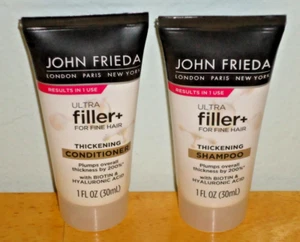 JOHN FRIEDA
LONDON PARIS NEW YORK
RESULTS IN 1 USE
ULTRA
filler+
FOR FINE HAIR
THICKENING
CONDITIONER
Plumps overall
thickness by 200%*
with BIOTIN &
HYALURONIC ACID
1 FL OZ (30mL)
JOHN FRIEDA
LONDON PARIS NEW YORK
RESULTS IN 1 USE
ULTRA
filler+
FOR FINE HAIR
THICKENING
SHAMPOO
Plumps overall
thickness by 200%*
with BIOTIN &
HYALURONIC ACID
1 FL OZ (30mL)